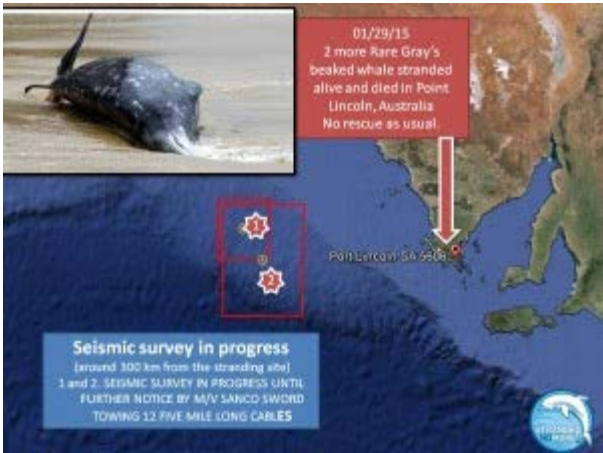 01/29/15
2 more Rare Gray's
beaked whale stranded
alive and died in Point
Lincoln, Australia
No rescue as usual.
1
Port Lincoln SA 5606
2
Seismic survey in progress
(around 300 km from the stranding site)
1 and 2. SEISMIC SURVEY IN PROGRESS UNTIL
FURTHER NOTICE BY M/V SANCO SWORD
TOWING 12 FIVE MILE LONG CABLES